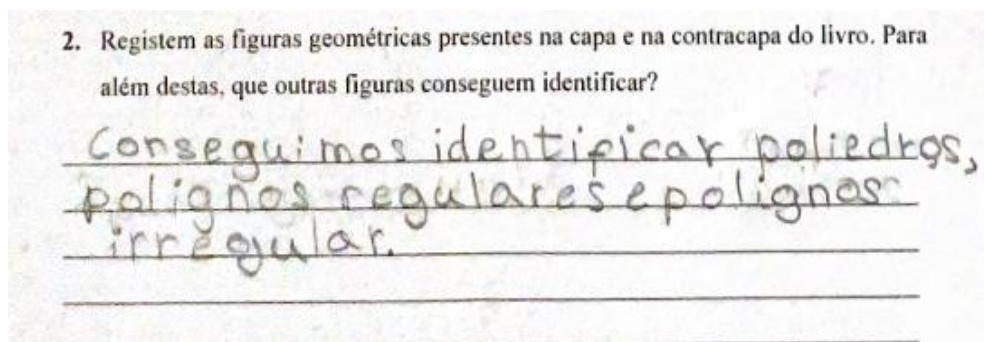 2. Registem as figuras geométricas presentes na capa e na contracapa do livro. Para
além destas, que outras figuras conseguem identificar?
Conseguimos identificar poliedros,
polignos regulares e polignos
irregular.